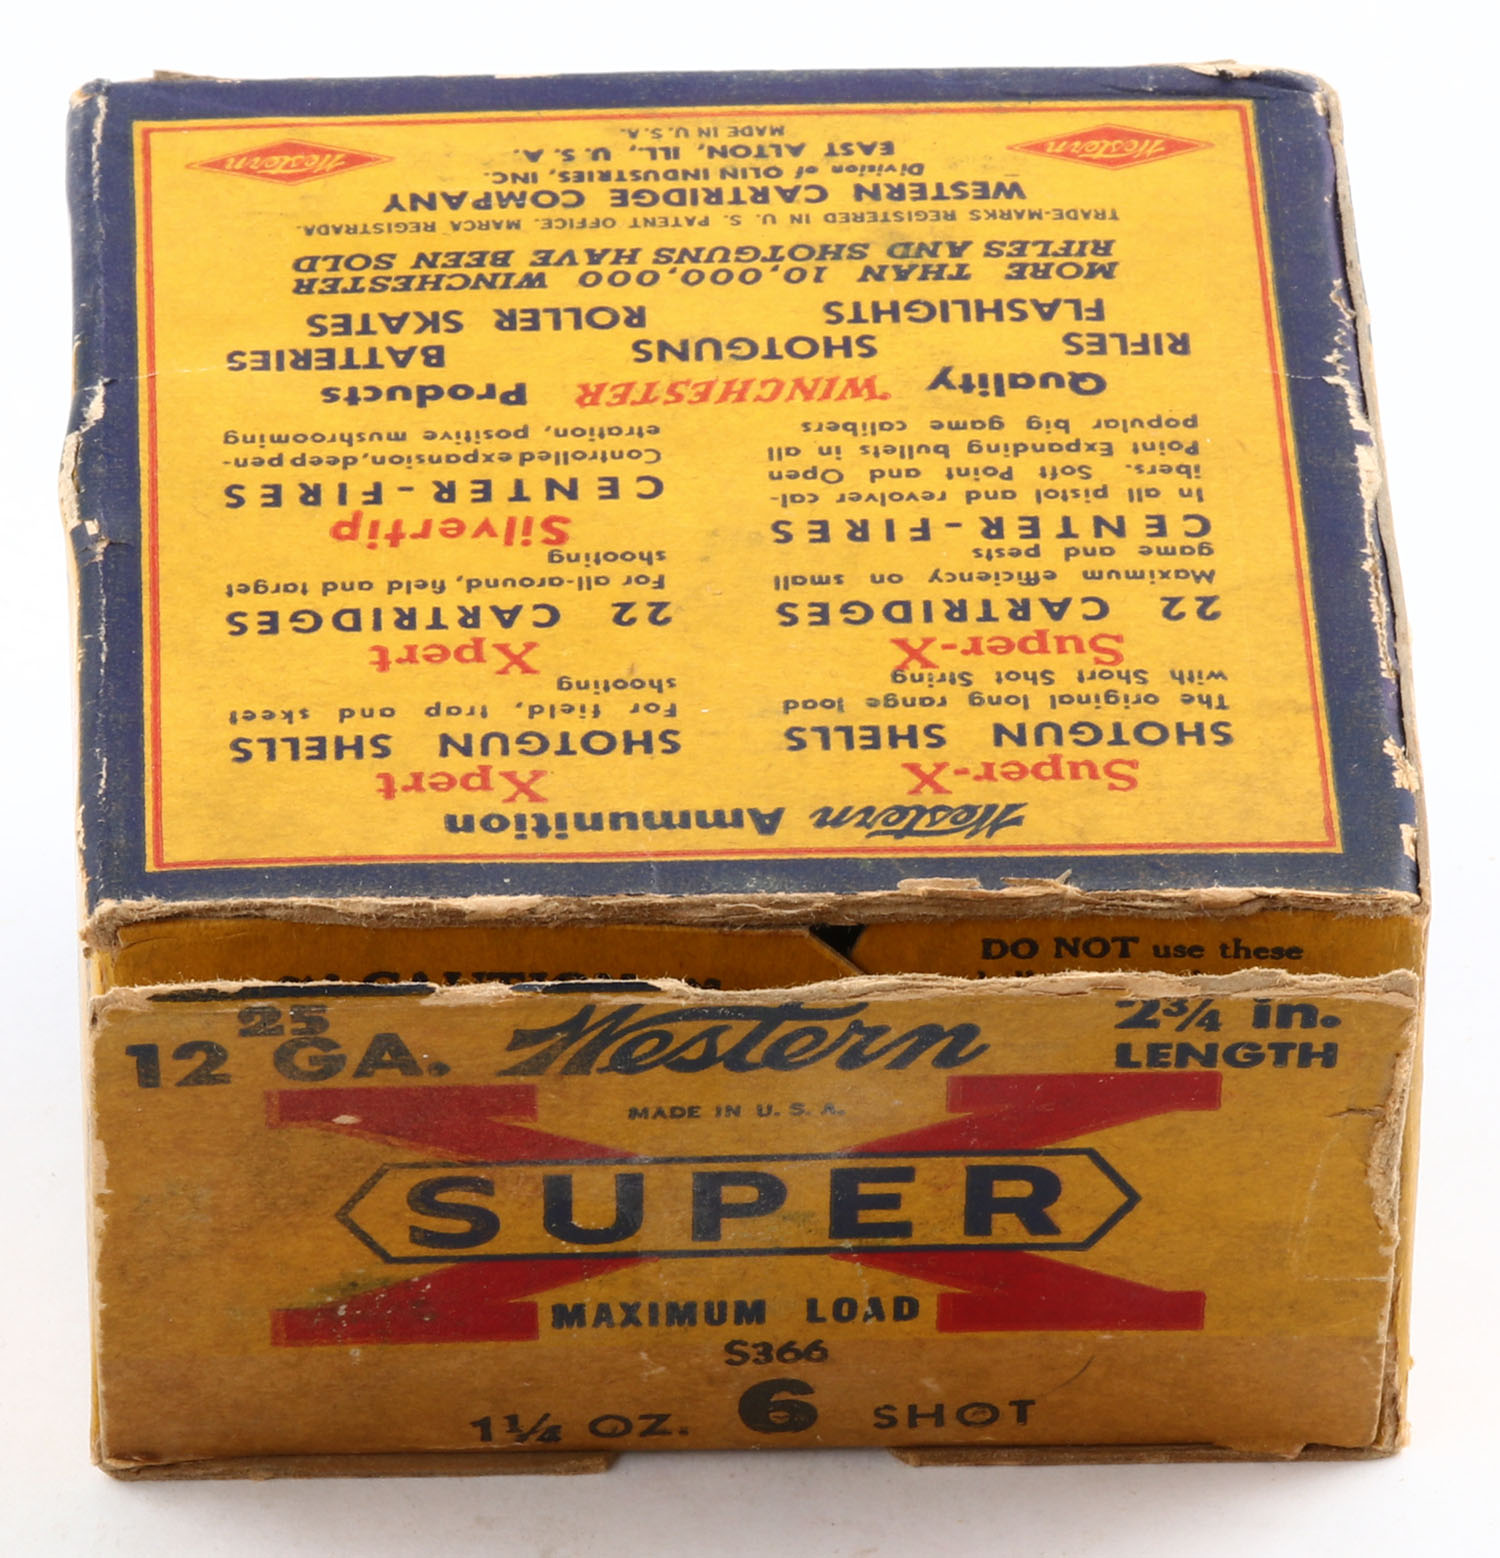 Western Ammunition
Super-X
SHOTGUN SHELLS
The original long range load
with Short Shot String
Xpert
SHOTGUN SHELLS
For field, trap and skeet
shooting
Super-X
22 CARTRIDGES
Maximum efficiency on small
game and pests
Xpert
22 CARTRIDGES
For all-around, field and target
shooting
CENTER-FIRES
In all pistol and revolver cal-
ibers. Soft Point and Open
Point Expanding bullets in all
popular big game calibers
Silvertip
CENTER-FIRES
Controlled expansion, deep pen-
etration, positive mushrooming
Quality WINCHESTER Products
RIFLES SHOTGUNS BATTERIES
FLASHLIGHTS ROLLER SKATES
MORE THAN 10,000,000 WINCHESTER
RIFLES AND SHOTGUNS HAVE BEEN SOLD
TRADE-MARKS REGISTERED IN U. S. PATENT OFFICE. MARCA REGISTRADA.
WESTERN CARTRIDGE COMPANY
Division of OLIN INDUSTRIES, INC.
EAST ALTON, ILL., U. S. A.
MADE IN U.S.A.
Western
Western
CAUTION
DO NOT use these
25
12 GA.
Western
2¾ in.
LENGTH
MADE IN U. S. A.
SUPER X
MAXIMUM LOAD
S366
1¼ OZ. 6 SHOT